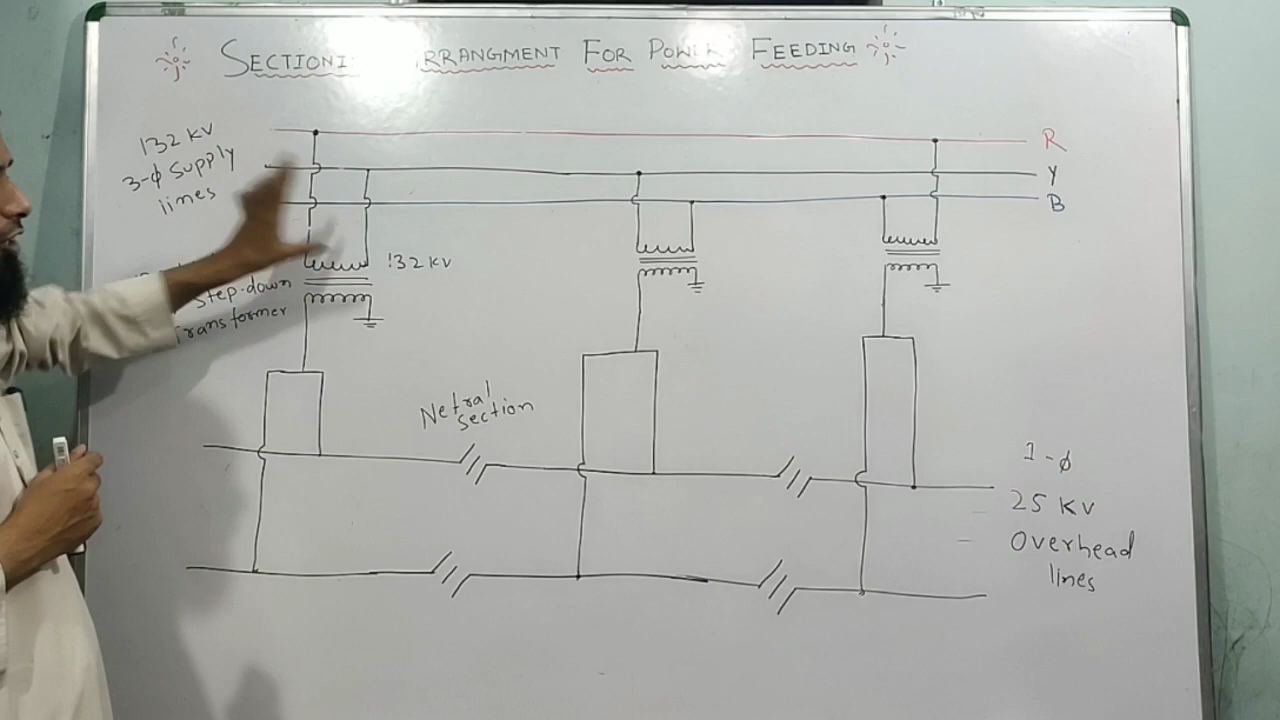 SECTIONI RRANGMENT FOR POWER FEEDING
132 KV
3-ϕ Supply
lines
R
Y
B
132 KV
step-down
Transformer
Netral
section
1-ϕ
25 KV
Overhead
lines